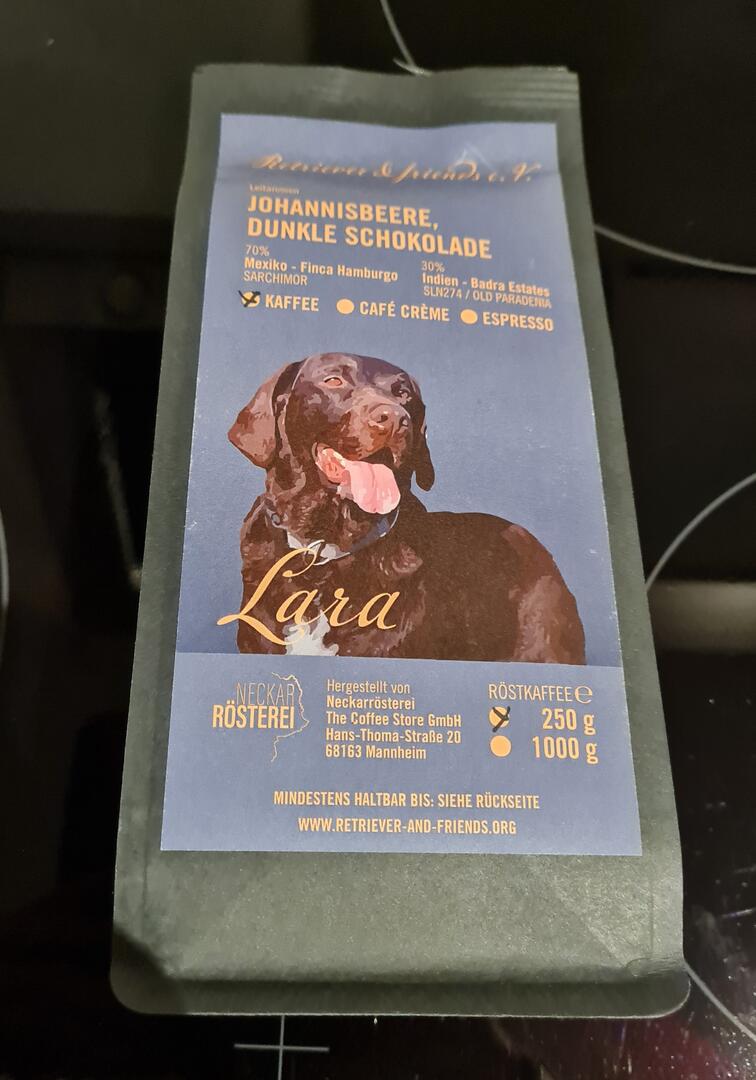 Retriever & friends e.V.
Leitaromen
JOHANNISBEERE,
DUNKLE SCHOKOLADE
70%
Mexiko - Finca Hamburgo
SARCHIMOR
30%
Indien - Badra Estates
SLN274 / OLD PARADENIA
KAFFEE CAFÉ CRÈME ESPRESSO
Lara
NECKAR
RÖSTEREI
Hergestellt von
Neckarrösterei
The Coffee Store GmbH
Hans-Thoma-Straße 20
68163 Mannheim
RÖSTKAFFEE ℮
250 g
1000 g
MINDESTENS HALTBAR BIS: SIEHE RÜCKSEITE
WWW.RETRIEVER-AND-FRIENDS.ORG